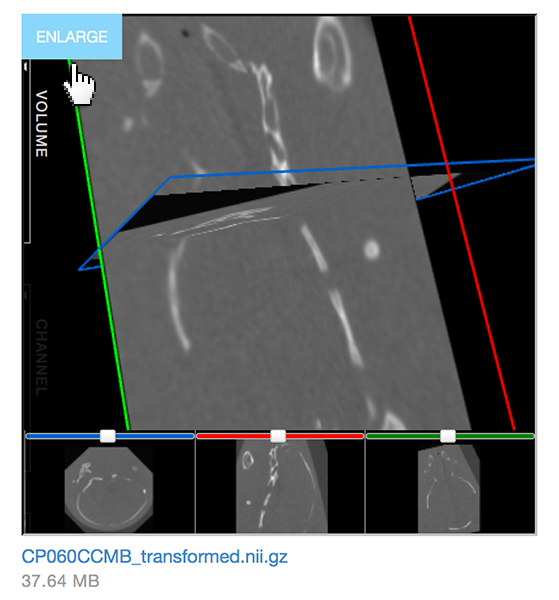 ENLARGE
VOLUME
CHANNEL
CP060CCMB_transformed.nii.gz
37.64 MB